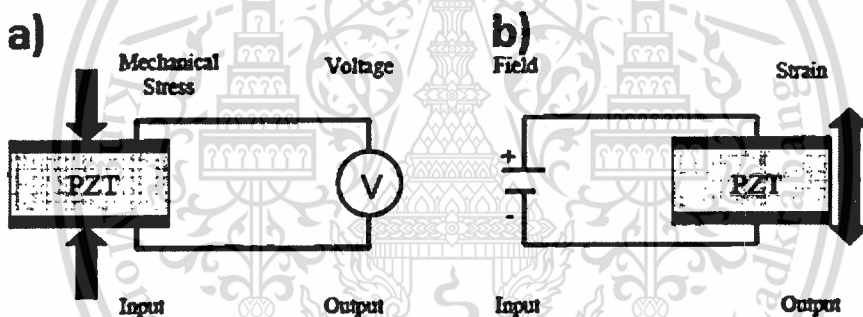 a)
Mechanical
Stress
Voltage
PZT
V
Input
Output
b)
Field
Strain
+
-
PZT
Input
Output